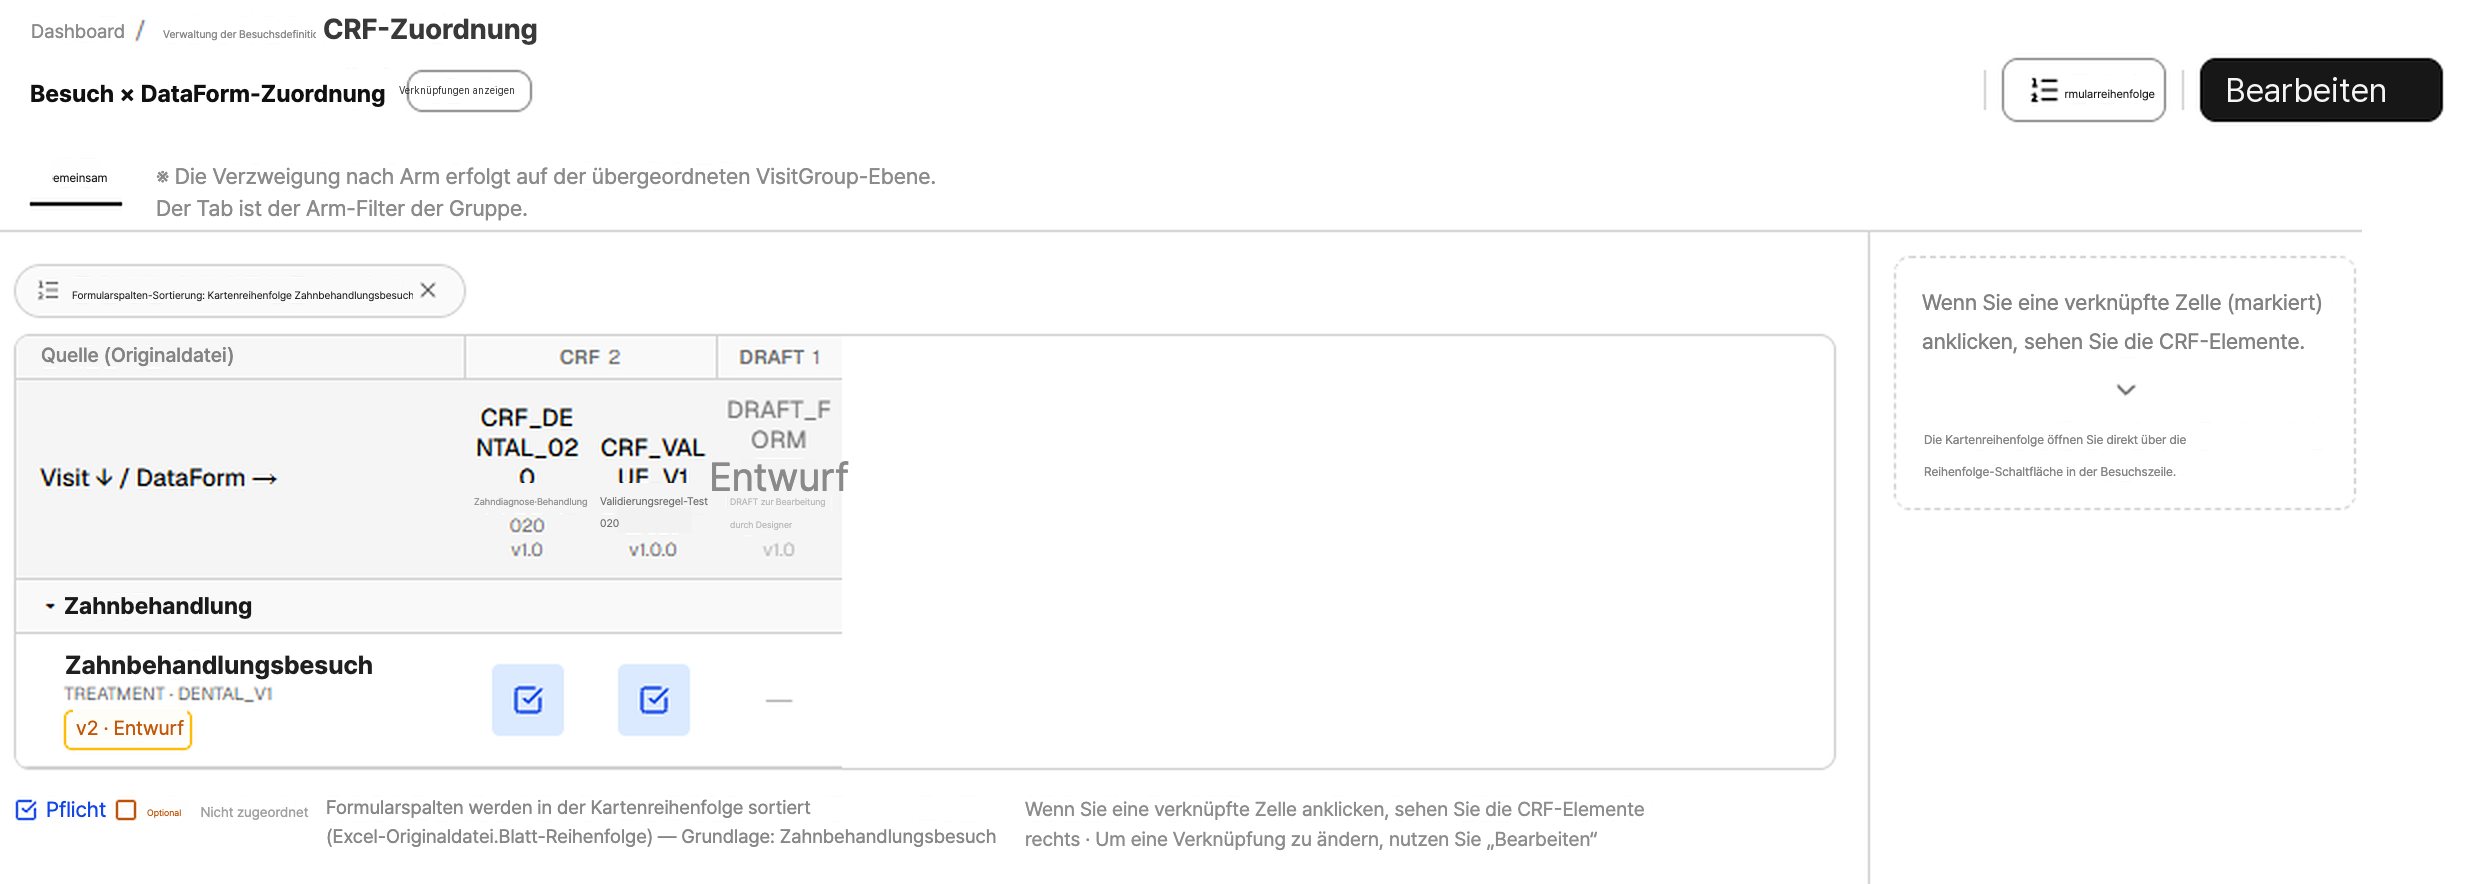 Dashboard / Verwaltung der Besuchsdefinitic CRF-Zuordnung
Besuch × DataForm-Zuordnung
Verknüpfungen anzeigen
rmularreihenfolge
Bearbeiten
emeinsam
※ Die Verzweigung nach Arm erfolgt auf der übergeordneten VisitGroup-Ebene.
Der Tab ist der Arm-Filter der Gruppe.
Formularspalten-Sortierung: Kartenreihenfolge Zahnbehandlungsbesuch
Quelle (Originaldatei)
CRF 2
DRAFT 1
Visit ↓ / DataForm →
CRF_DE
NTAL_02
0
Zahndiagnose-Behandlung
020
v1.0
CRF_VAL
UE_V1
Validierungsregel-Test
020
v1.0.0
DRAFT_F
ORM
Entwurf
DRAFT zur Bearbeitung
durch Designer
v1.0
Zahnbehandlung
Zahnbehandlungsbesuch
TREATMENT · DENTAL_V1
v2 · Entwurf
—
Wenn Sie eine verknüpfte Zelle (markiert)
anklicken, sehen Sie die CRF-Elemente.
Die Kartenreihenfolge öffnen Sie direkt über die
Reihenfolge-Schaltfläche in der Besuchszeile.
Pflicht
Optional
Nicht zugeordnet
Formularspalten werden in der Kartenreihenfolge sortiert
(Excel-Originaldatei.Blatt-Reihenfolge) — Grundlage: Zahnbehandlungsbesuch
Wenn Sie eine verknüpfte Zelle anklicken, sehen Sie die CRF-Elemente
rechts · Um eine Verknüpfung zu ändern, nutzen Sie „Bearbeiten“